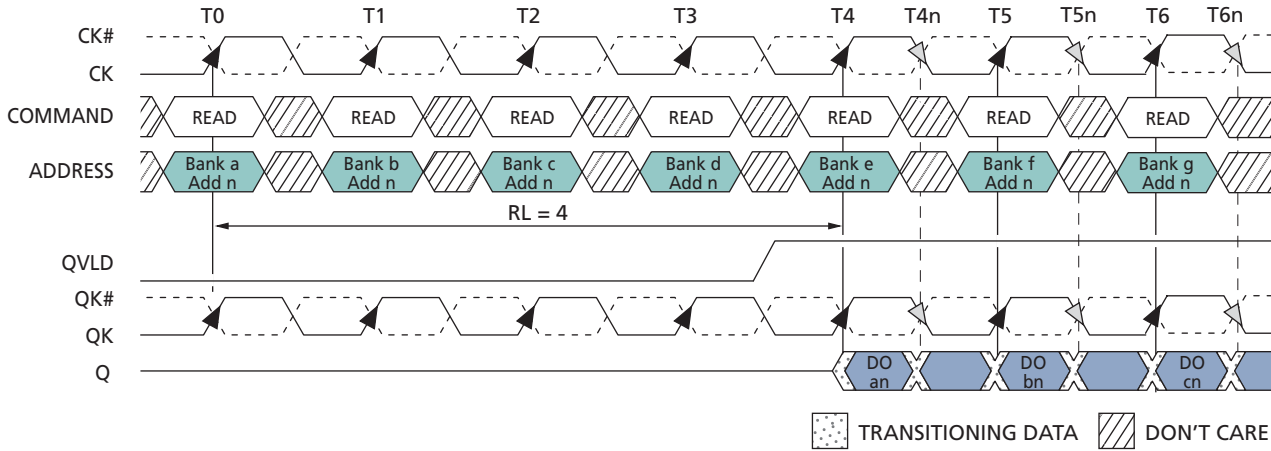 T0 T1 T2 T3 T4 T4n T5 T5n T6 T6n
CK#
CK
COMMAND READ READ READ READ READ READ READ
ADDRESS Bank a Add n Bank b Add n Bank c Add n Bank d Add n Bank e Add n Bank f Add n Bank g Add n
RL = 4
QVLD
QK#
QK
Q DO an DO bn DO cn
TRANSITIONING DATA DON'T CARE